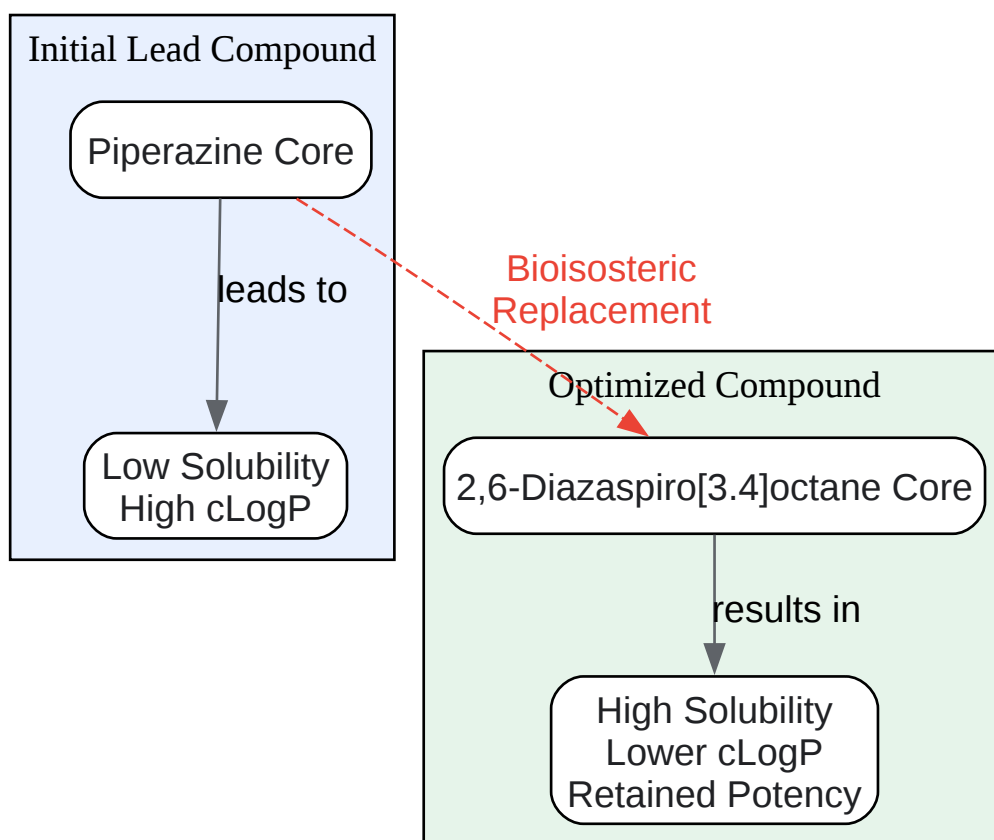 Initial Lead Compound
Piperazine Core
leads to
Low Solubility
High cLogP
Bioisosteric
Replacement
Optimized Compound
2,6-Diazaspiro[3.4]octane Core
results in
High Solubility
Lower cLogP
Retained Potency